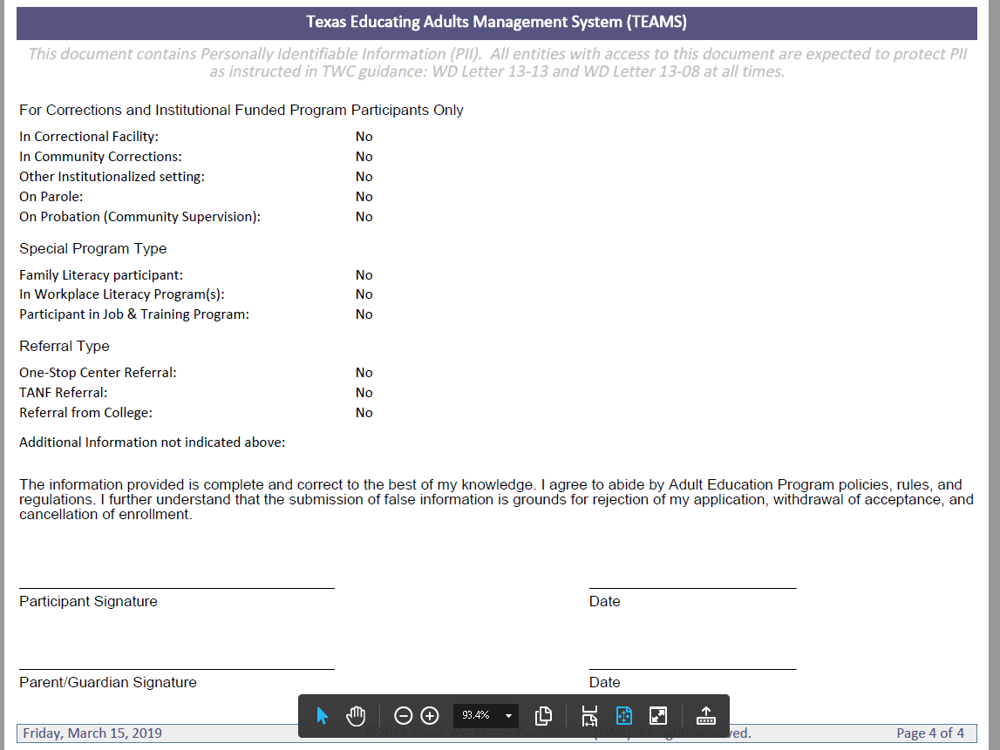 Texas Educating Adults Management System (TEAMS)
This document contains Personally Identifiable Information (PII).  All entities with access to this document are expected to protect PII
as instructed in TWC guidance: WD Letter 13-13 and WD Letter 13-08 at all times.
For Corrections and Institutional Funded Program Participants Only
In Correctional Facility: No
In Community Corrections: No
Other Institutionalized setting: No
On Parole: No
On Probation (Community Supervision): No
Special Program Type
Family Literacy participant: No
In Workplace Literacy Program(s): No
Participant in Job & Training Program: No
Referral Type
One-Stop Center Referral: No
TANF Referral: No
Referral from College: No
Additional Information not indicated above:
The information provided is complete and correct to the best of my knowledge. I agree to abide by Adult Education Program policies, rules, and
regulations. I further understand that the submission of false information is grounds for rejection of my application, withdrawal of acceptance, and
cancellation of enrollment.
Participant Signature Date
Parent/Guardian Signature Date
93.4%
Friday, March 15, 2019 Page 4 of 4